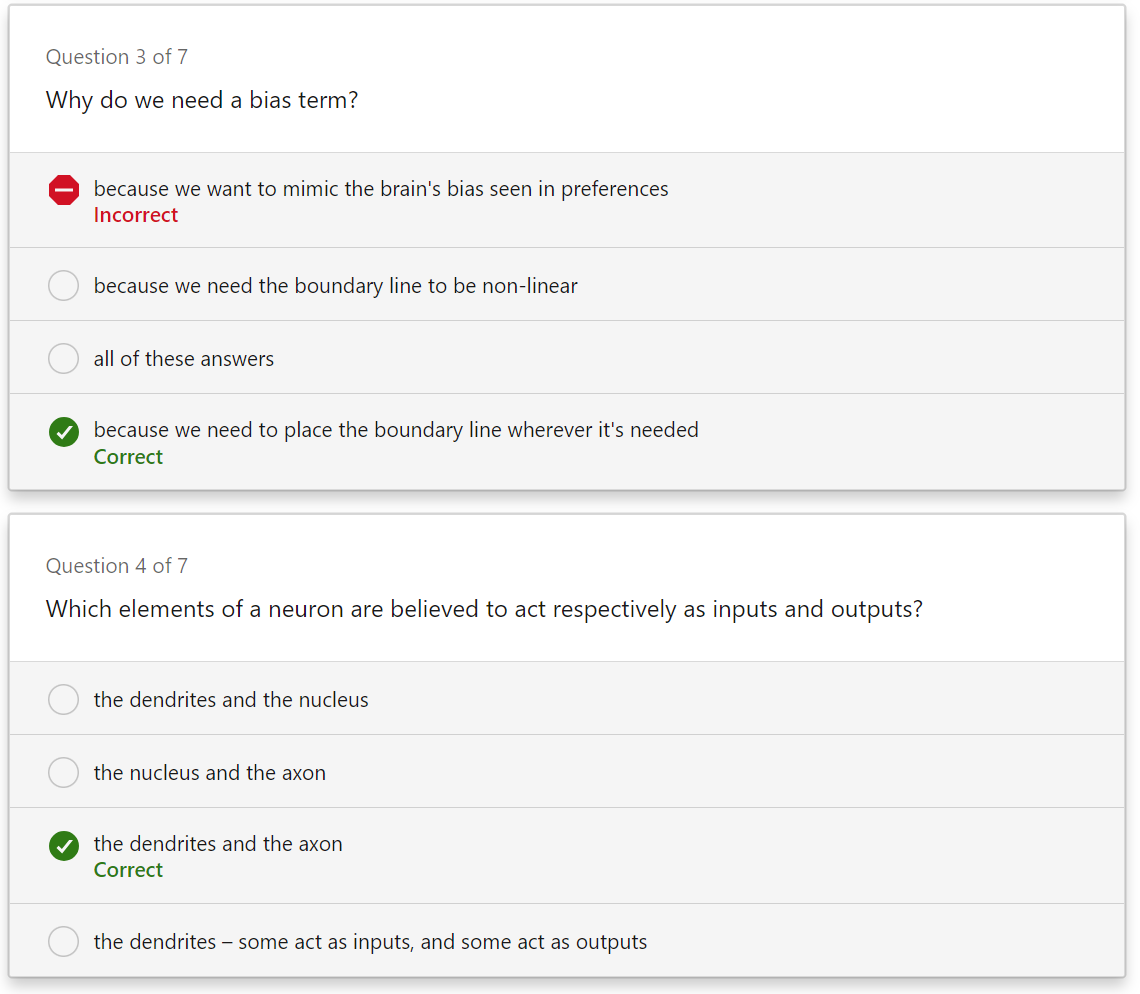 Question 3 of 7
Why do we need a bias term?
because we want to mimic the brain's bias seen in preferences
Incorrect
because we need the boundary line to be non-linear
all of these answers
because we need to place the boundary line wherever it's needed
Correct
Question 4 of 7
Which elements of a neuron are believed to act respectively as inputs and outputs?
the dendrites and the nucleus
the nucleus and the axon
the dendrites and the axon
Correct
the dendrites – some act as inputs, and some act as outputs